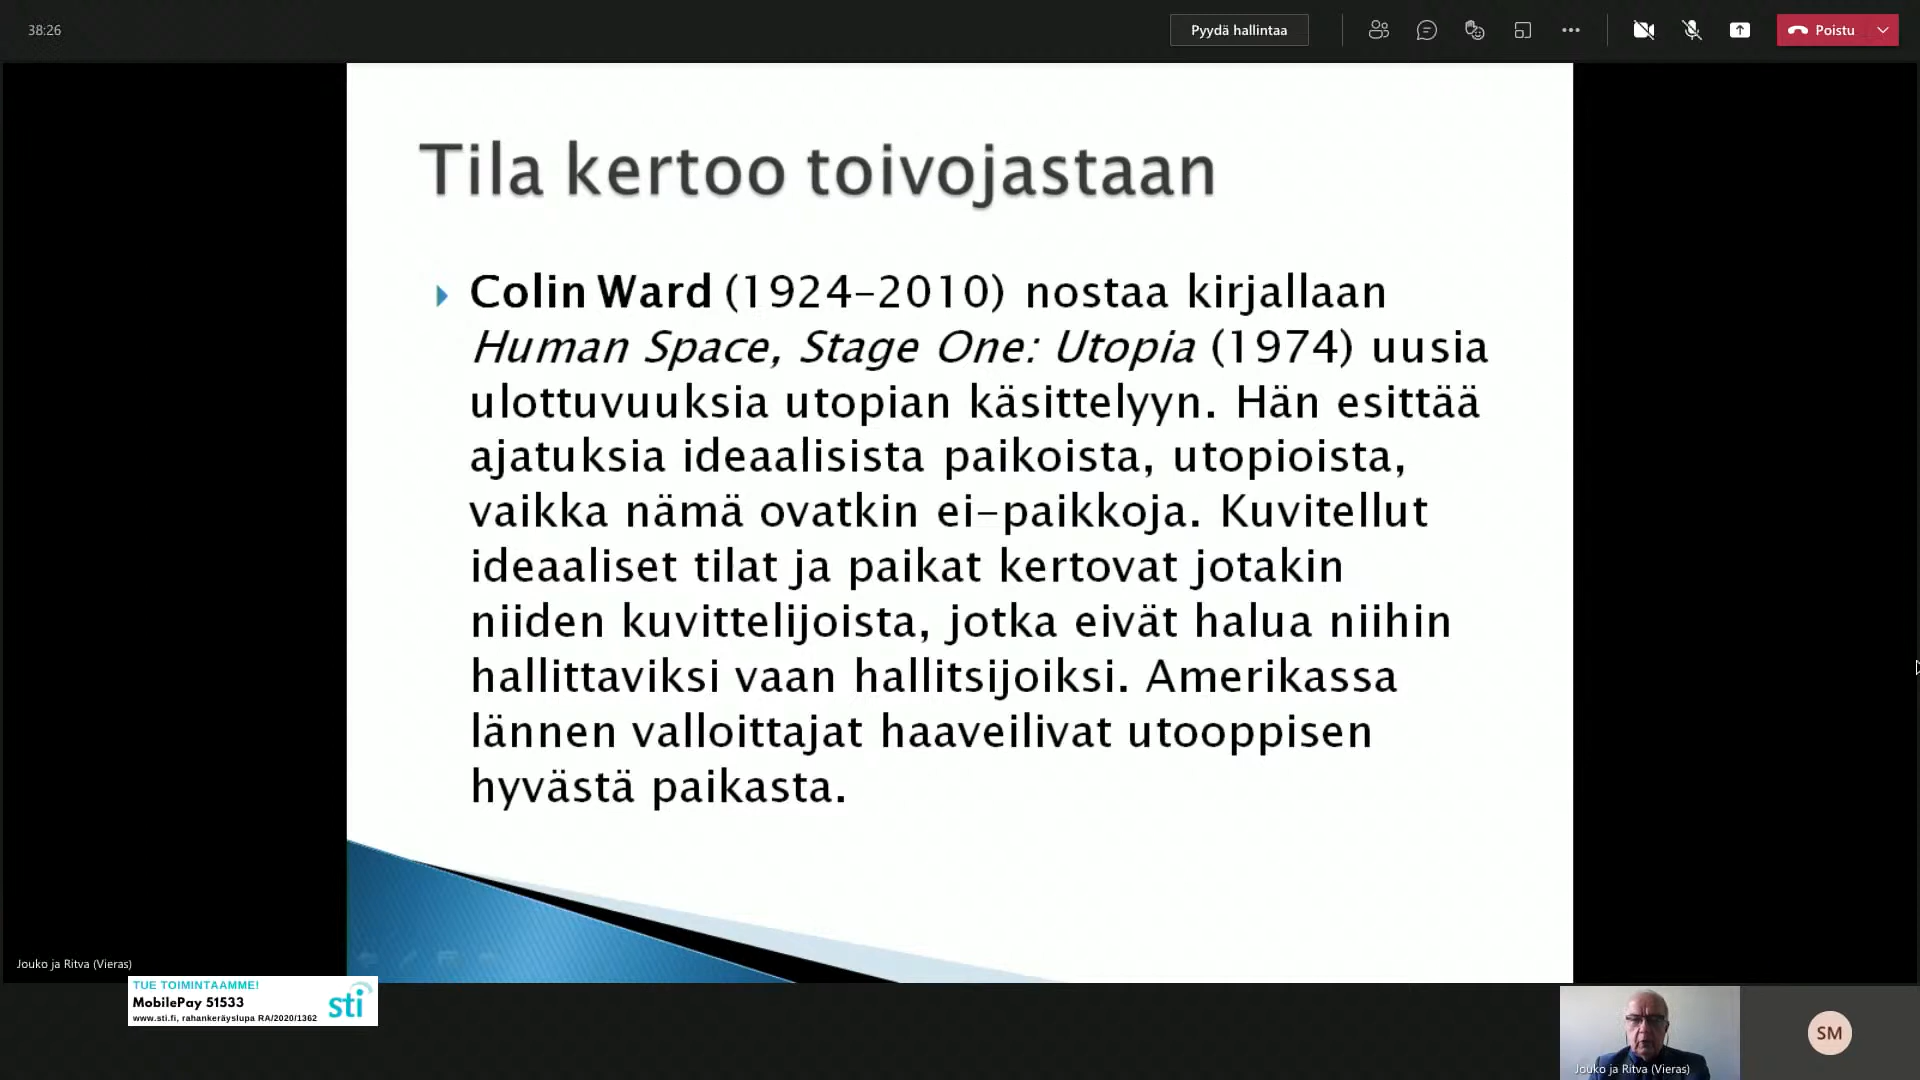 38:26
Pyydä hallintaa
Poistu
Tila kertoo toivojastaan
Colin Ward (1924-2010) nostaa kirjallaan
Human Space, Stage One: Utopia (1974) uusia
ulottuvuuksia utopian käsittelyyn. Hän esittää
ajatuksia ideaalisista paikoista, utopioista,
vaikka nämä ovatkin ei-paikkoja. Kuvitellut
ideaaliset tilat ja paikat kertovat jotakin
niiden kuvittelijoista, jotka eivät halua niihin
hallittaviksi vaan hallitsijoiksi. Amerikassa
lännen valloittajat haaveilivat utooppisen
hyvästä paikasta.
Jouko ja Ritva (Vieras)
TUE TOIMINTAAMME!
MobilePay 51533
www.sti.fi, rahankeräyslupa RA/2020/1362
sti
Jouko ja Ritva (Vieras)
SM